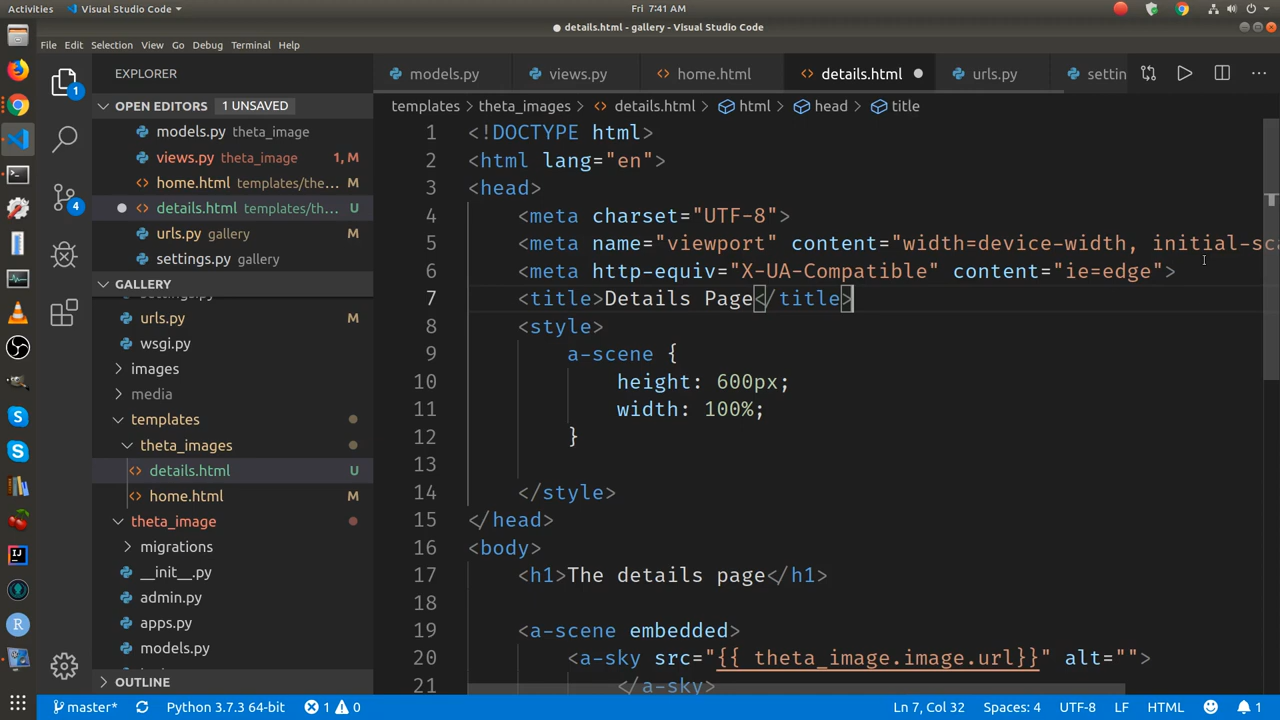 Activities
Visual Studio Code
Fri 7:41 AM
details.html - gallery - Visual Studio Code
File Edit Selection View Go Debug Terminal Help
EXPLORER
models.py
views.py
home.html
details.html
urls.py
settin
OPEN EDITORS 1 UNSAVED
models.py theta_image
views.py theta_image 1, M
home.html templates/the... M
details.html templates/th... U
urls.py gallery M
settings.py gallery
GALLERY
urls.py
wsgi.py
images
media
templates
theta_images
details.html U
home.html M
theta_image
migrations
__init__.py
admin.py
apps.py
models.py
OUTLINE
1
4
templates > theta_images > details.html > html > head > title
1 <!DOCTYPE html>
2 <html lang="en">
3 <head>
4 <meta charset="UTF-8">
5 <meta name="viewport" content="width=device-width, initial-sca
6 <meta http-equiv="X-UA-Compatible" content="ie=edge">
7 <title>Details Page</title>
8 <style>
9 a-scene {
10 height: 600px;
11 width: 100%;
12 }
13
14 </style>
15 </head>
16 <body>
17 <h1>The details page</h1>
18
19 <a-scene embedded>
20 <a-sky src="{{ theta_image.image.url}}" alt="">
21 </a-sky>
master*
Python 3.7.3 64-bit
1 0
Ln 7, Col 32
Spaces: 4
UTF-8
LF
HTML
1